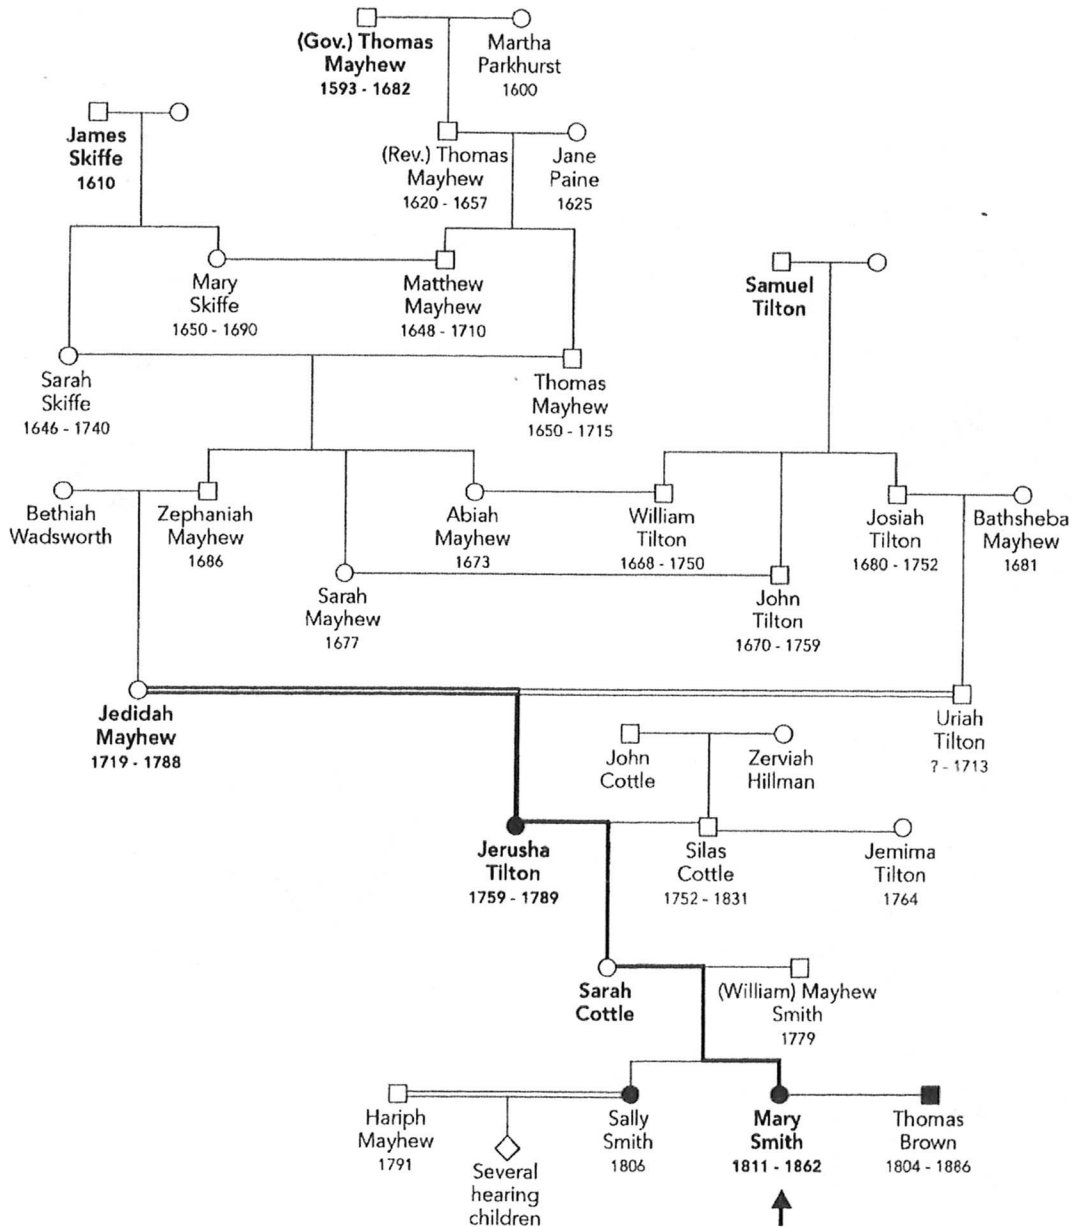 (Gov.) Thomas
Mayhew
1593 - 1682
Martha
Parkhurst
1600
James
Skiffe
1610
(Rev.) Thomas
Mayhew
1620 - 1657
Jane
Paine
1625
Mary
Skiffe
1650 - 1690
Matthew
Mayhew
1648 - 1710
Samuel
Tilton
Sarah
Skiffe
1646 - 1740
Thomas
Mayhew
1650 - 1715
Bethiah
Wadsworth
Zephaniah
Mayhew
1686
Abiah
Mayhew
1673
William
Tilton
1668 - 1750
Josiah
Tilton
1680 - 1752
Bathsheba
Mayhew
1681
Sarah
Mayhew
1677
John
Tilton
1670 - 1759
Jedidah
Mayhew
1719 - 1788
Uriah
Tilton
? - 1713
John
Cottle
Zerviah
Hillman
Jerusha
Tilton
1759 - 1789
Silas
Cottle
1752 - 1831
Jemima
Tilton
1764
Sarah
Cottle
(William) Mayhew
Smith
1779
Hariph
Mayhew
1791
Several
hearing
children
Sally
Smith
1806
Mary
Smith
1811 - 1862
Thomas
Brown
1804 - 1886